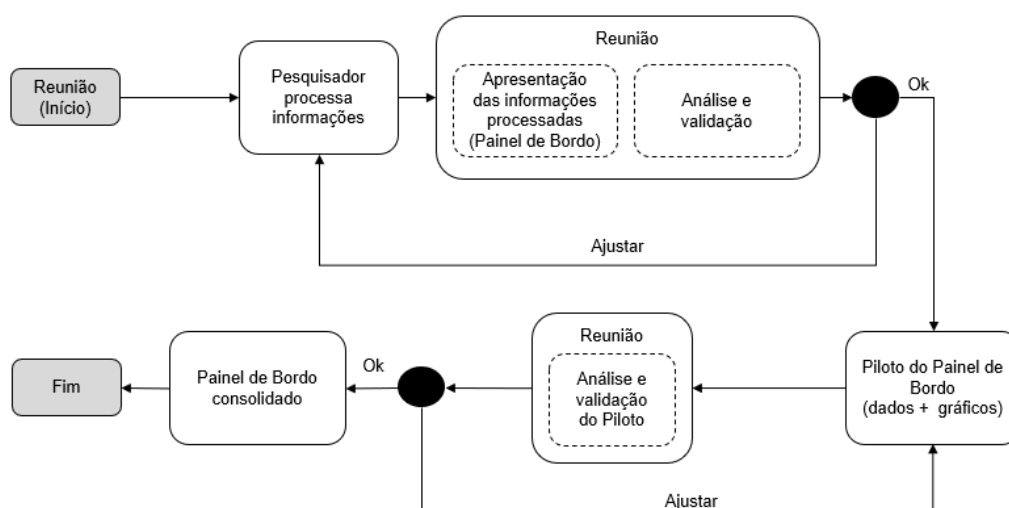 Reunião
(Início)
Pesquisador
processa
informações
Reunião
Apresentação
das informações
processadas
(Painel de Bordo)
Análise e
validação
Ok
Ajustar
Piloto do Painel de
Bordo
(dados + gráficos)
Reunião
Análise e
validação
do Piloto
Ok
Painel de Bordo
consolidado
Fim
Ajustar